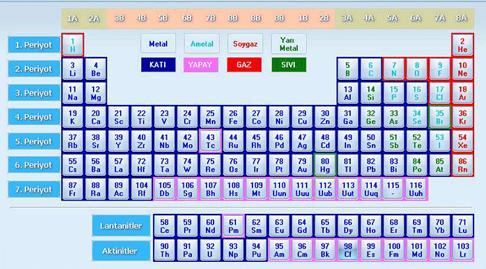 1A 2A 3B 4B 5B 6B 7B 8B 8B 8B 1B 2B 3A 4A 5A 6A 7A 8A
1. Periyot
1 2
H He
Metal Ametal Soygaz Yarı Metal
KATI YAPAY GAZ SIVI
2. Periyot
3 4 5 6 7 8 9 10
Li Be B C N O F Ne
3. Periyot
11 12 13 14 15 16 17 18
Na Mg Al Si P S Cl Ar
4. Periyot
19 20 21 22 23 24 25 26 27 28 29 30 31 32 33 34 35 36
K Ca Sc Ti V Cr Mn Fe Co Ni Cu Zn Ga Ge As Se Br Kr
5. Periyot
37 38 39 40 41 42 43 44 45 46 47 48 49 50 51 52 53 54
Rb Sr Y Zr Nb Mo Tc Ru Rh Pd Ag Cd In Sn Sb Te I Xe
6. Periyot
55 56 57 72 73 74 75 76 77 78 79 80 81 82 83 84 85 86
Cs Ba La Hf Ta W Re Os Ir Pt Au Hg Tl Pb Bi Po At Rn
7. Periyot
87 88 89 104 105 106 107 108 109 110 111 112 113 114 115 116
Fr Ra Ac Db Sg Bh Hs Mt Uun Uuu Uub Uut Uuq - Uuh
Lantanitler
58 59 60 61 62 63 64 65 66 67 68 69 70 71
Ce Pr Nd Pm Sm Eu Gd Tb Dy Ho Er Tm Yb Lu
Aktinitler
90 91 92 93 94 95 96 97 98 99 100 101 102 103
Th Pa U Np Pu Am Cm Bk Cf Es Fm Md No Lr